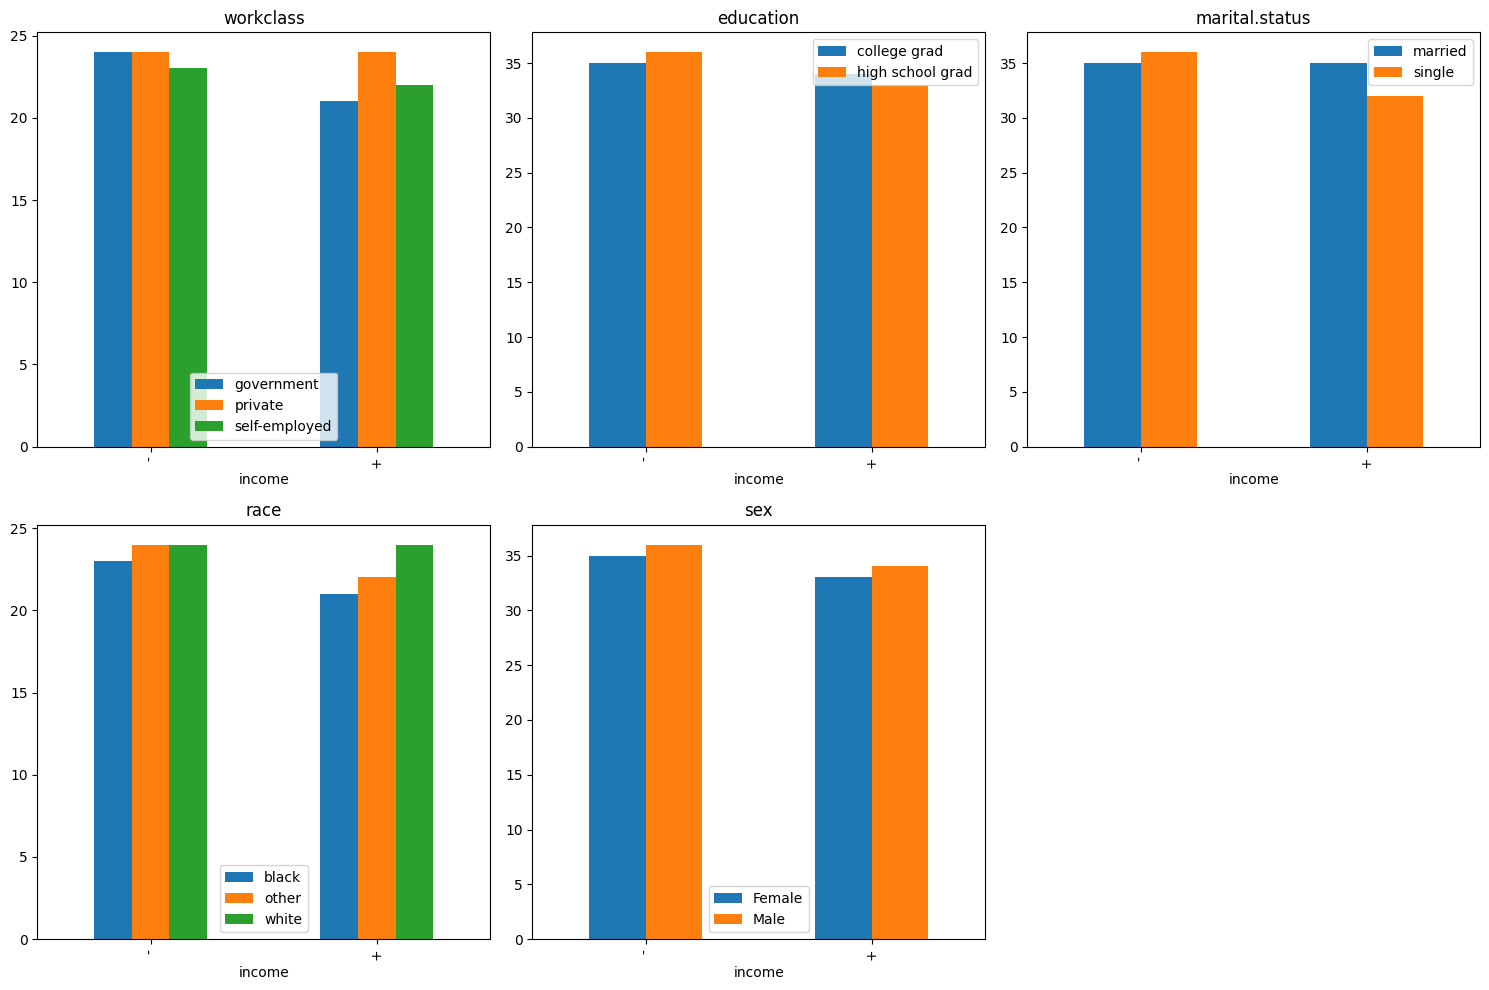 workclass
25
20
15
10
5
0
government
private
self-employed
-
+
income
education
35
30
25
20
15
10
5
0
college grad
high school grad
-
+
income
marital.status
35
30
25
20
15
10
5
0
married
single
-
+
income
race
25
20
15
10
5
0
black
other
white
-
+
income
sex
35
30
25
20
15
10
5
0
Female
Male
-
+
income